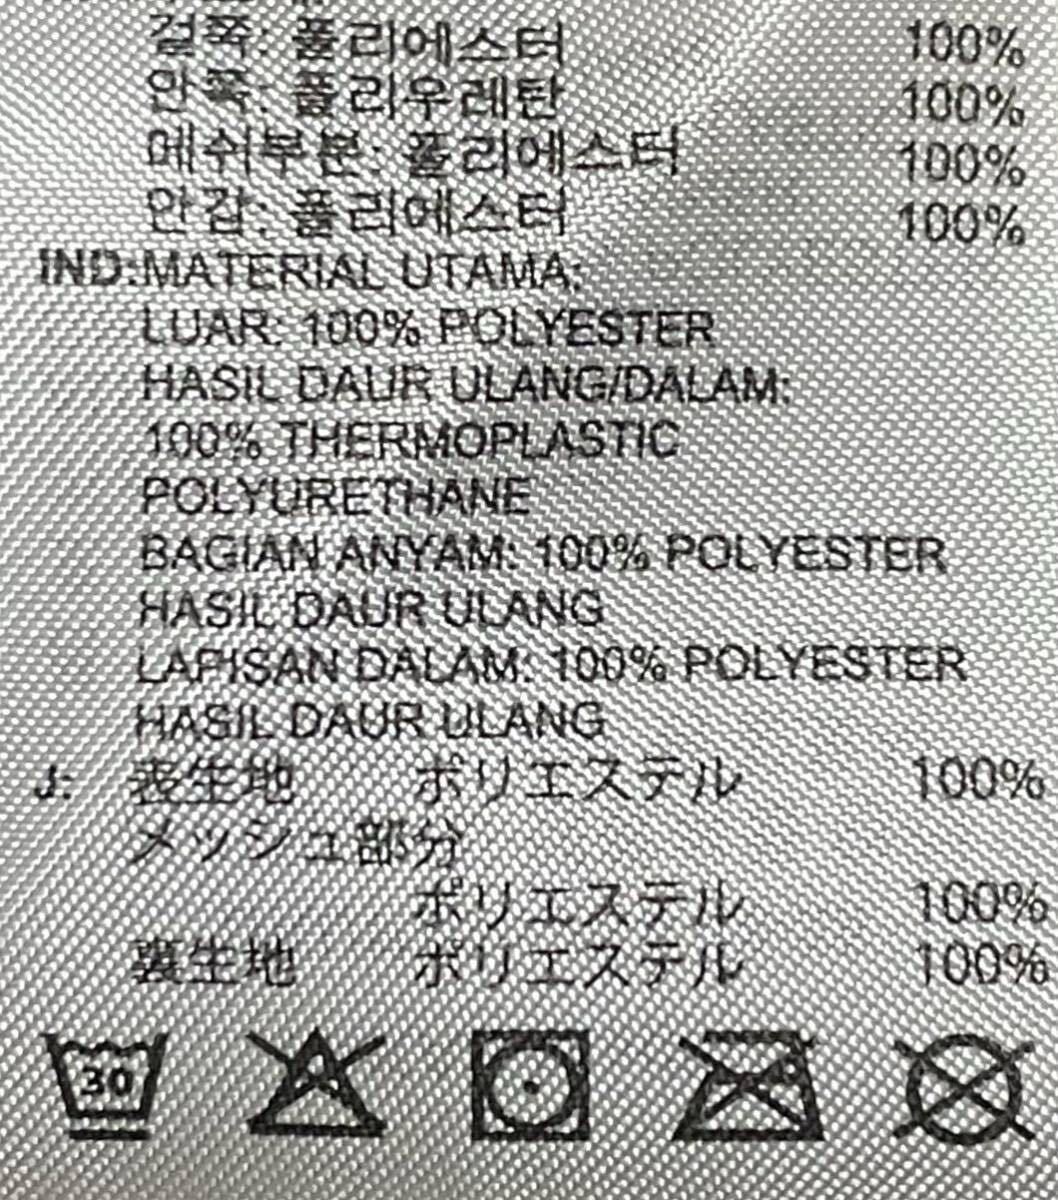 겉쪽: 폴리에스터 100%
안쪽: 폴리우레탄 100%
메쉬부분: 폴리에스터 100%
안감: 폴리에스터 100%
IND:MATERIAL UTAMA:
LUAR: 100% POLYESTER
HASIL DAUR ULANG/DALAM:
100% THERMOPLASTIC
POLYURETHANE
BAGIAN ANYAM: 100% POLYESTER
HASIL DAUR ULANG
LAPISAN DALAM: 100% POLYESTER
HASIL DAUR ULANG
J: 表生地 ポリエステル 100%
メッシュ部分
ポリエステル 100%
裏生地 ポリエステル 100%
30